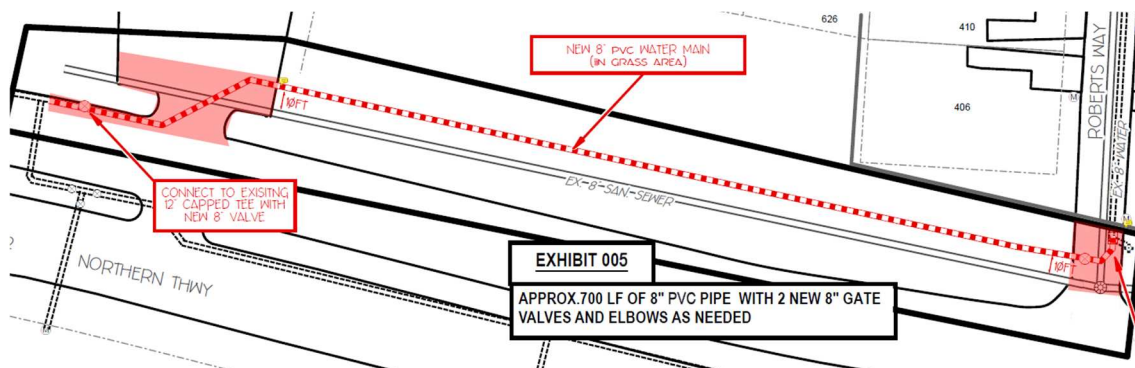 626
410
NEW 8" PVC WATER MAIN
(IN GRASS AREA)
ROBERTS WAY
M
406
10FT
EX-8"-WATER
CONNECT TO EXISITNG
12" CAPPED TEE WITH
NEW 8" VALVE
EX-8"-SAN-SEWER
M
NORTHERN THWY
EXHIBIT 005
10FT
APPROX.700 LF OF 8" PVC PIPE WITH 2 NEW 8" GATE
VALVES AND ELBOWS AS NEEDED
M